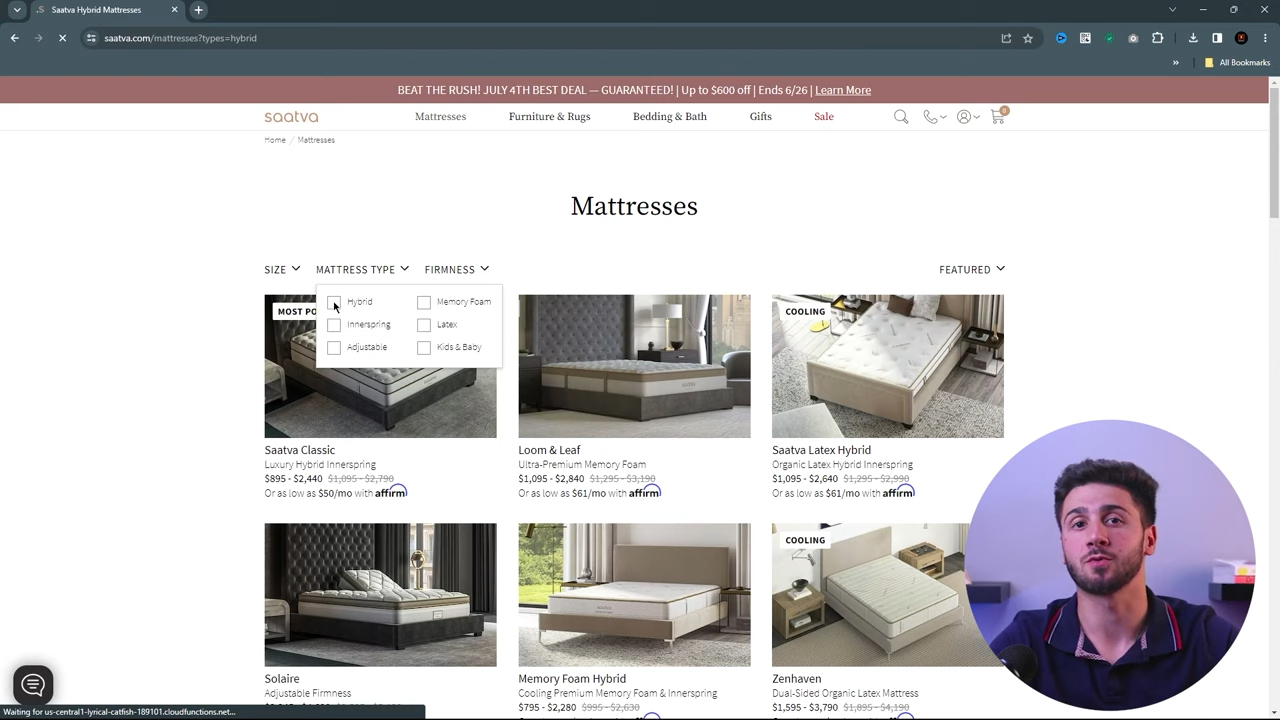 Saatva Hybrid Mattresses
saatva.com/mattresses?types=hybrid
All Bookmarks
BEAT THE RUSH! JULY 4TH BEST DEAL — GUARANTEED! | Up to $600 off | Ends 6/26 | Learn More
saatva
Mattresses Furniture & Rugs Bedding & Bath Gifts Sale
Home / Mattresses
Mattresses
SIZE MATTRESS TYPE FIRMNESS FEATURED
Hybrid Memory Foam
Innerspring Latex
Adjustable Kids & Baby
MOST PO
COOLING
Saatva Classic
Luxury Hybrid Innerspring
$895 - $2,440 $1,095 - $2,790
Or as low as $50/mo with affirm
Loom & Leaf
Ultra-Premium Memory Foam
$1,095 - $2,840 $1,295 - $3,190
Or as low as $61/mo with affirm
Saatva Latex Hybrid
Organic Latex Hybrid Innerspring
$1,095 - $2,640 $1,295 - $2,990
Or as low as $61/mo with affirm
COOLING
Solaire
Adjustable Firmness
Memory Foam Hybrid
Cooling Premium Memory Foam & Innerspring
$795 - $2,280 $995 - $2,630
Zenhaven
Dual-Sided Organic Latex Mattress
$1,595 - $3,790 $1,895 - $4,190
Waiting for us-central1-lyrical-catfish-189101.cloudfunctions.net...